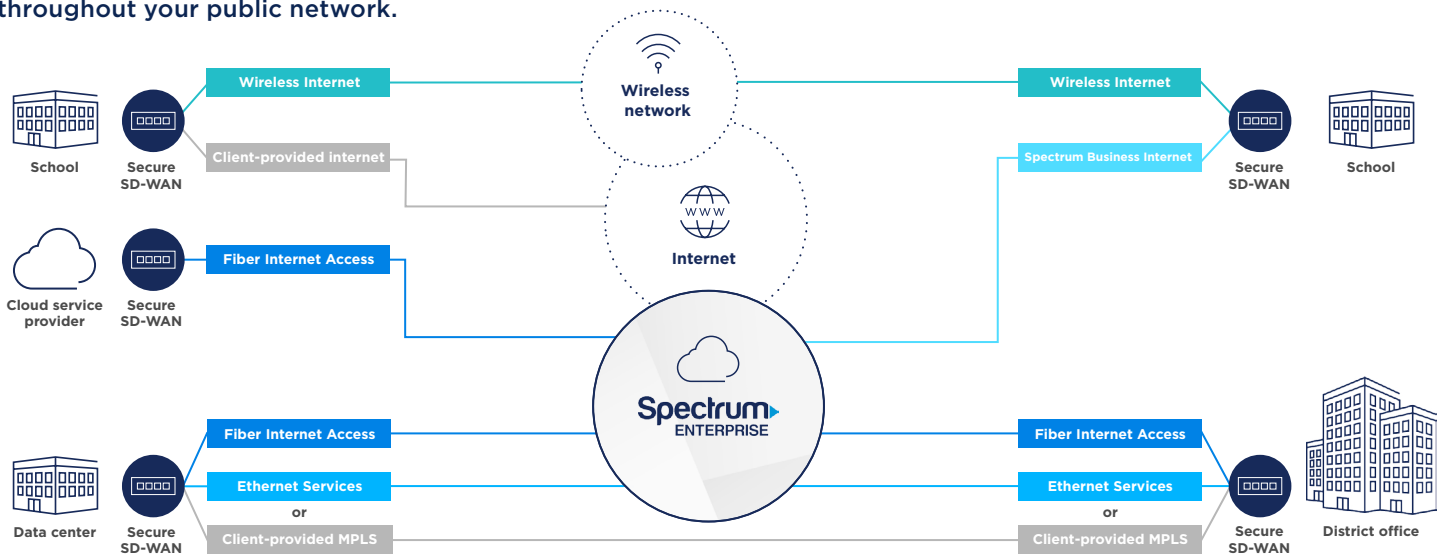 throughout your public network.
Wireless Internet
Wireless
network
Wireless Internet
School
Secure
SD-WAN
Client-provided internet
Spectrum Business Internet
Secure
SD-WAN
School
WWW
Internet
Cloud service
provider
Secure
SD-WAN
Fiber Internet Access
Spectrum
ENTERPRISE
Fiber Internet Access
Fiber Internet Access
Ethernet Services
Ethernet Services
or
or
Data center
Secure
SD-WAN
Client-provided MPLS
Client-provided MPLS
Secure
SD-WAN
District office